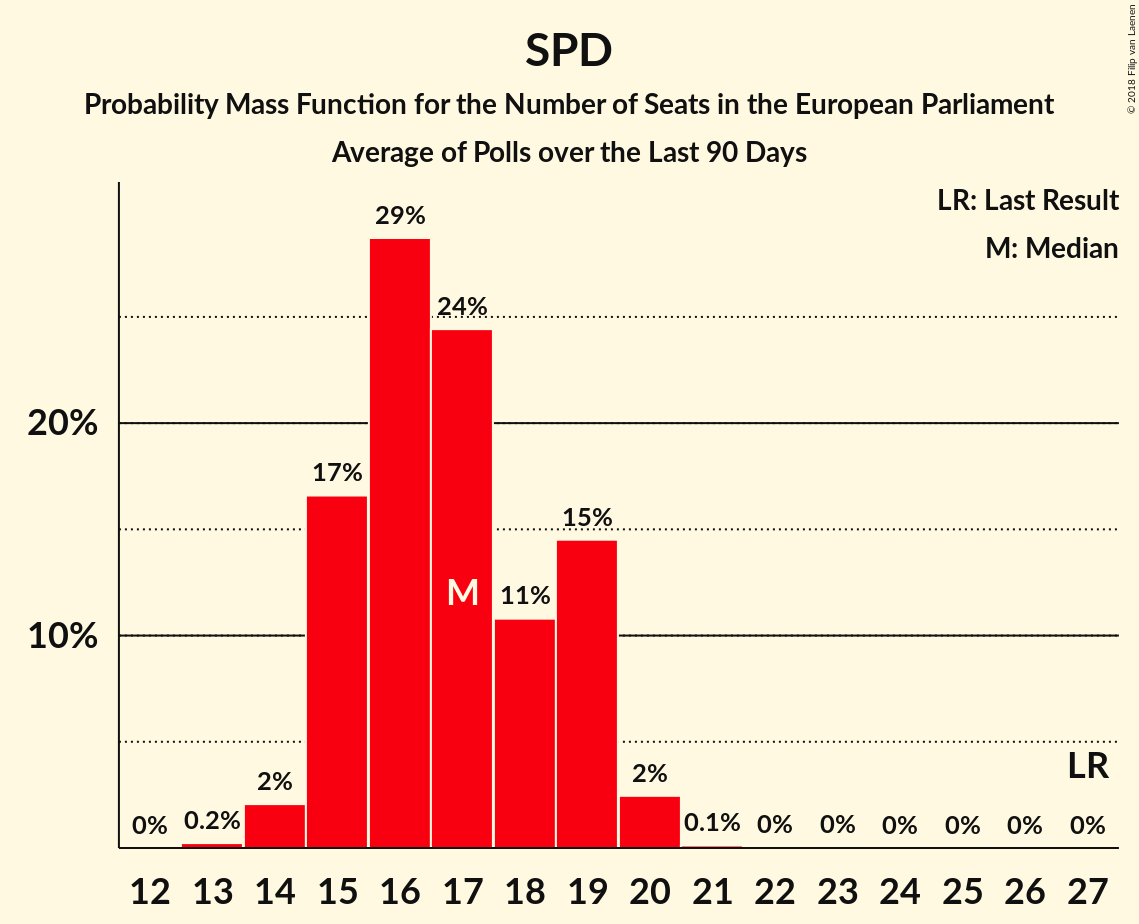 SPD
Probability Mass Function for the Number of Seats in the European Parliament
Average of Polls over the Last 90 Days
© 2018 Filip van Laenen
LR: Last Result
M: Median
29%
24%
20%
17%
15%
M
11%
10%
LR
0%
0.2%
2%
2%
0.1%
0%
0%
0%
0%
0%
0%
12 13 14 15 16 17 18 19 20 21 22 23 24 25 26 27